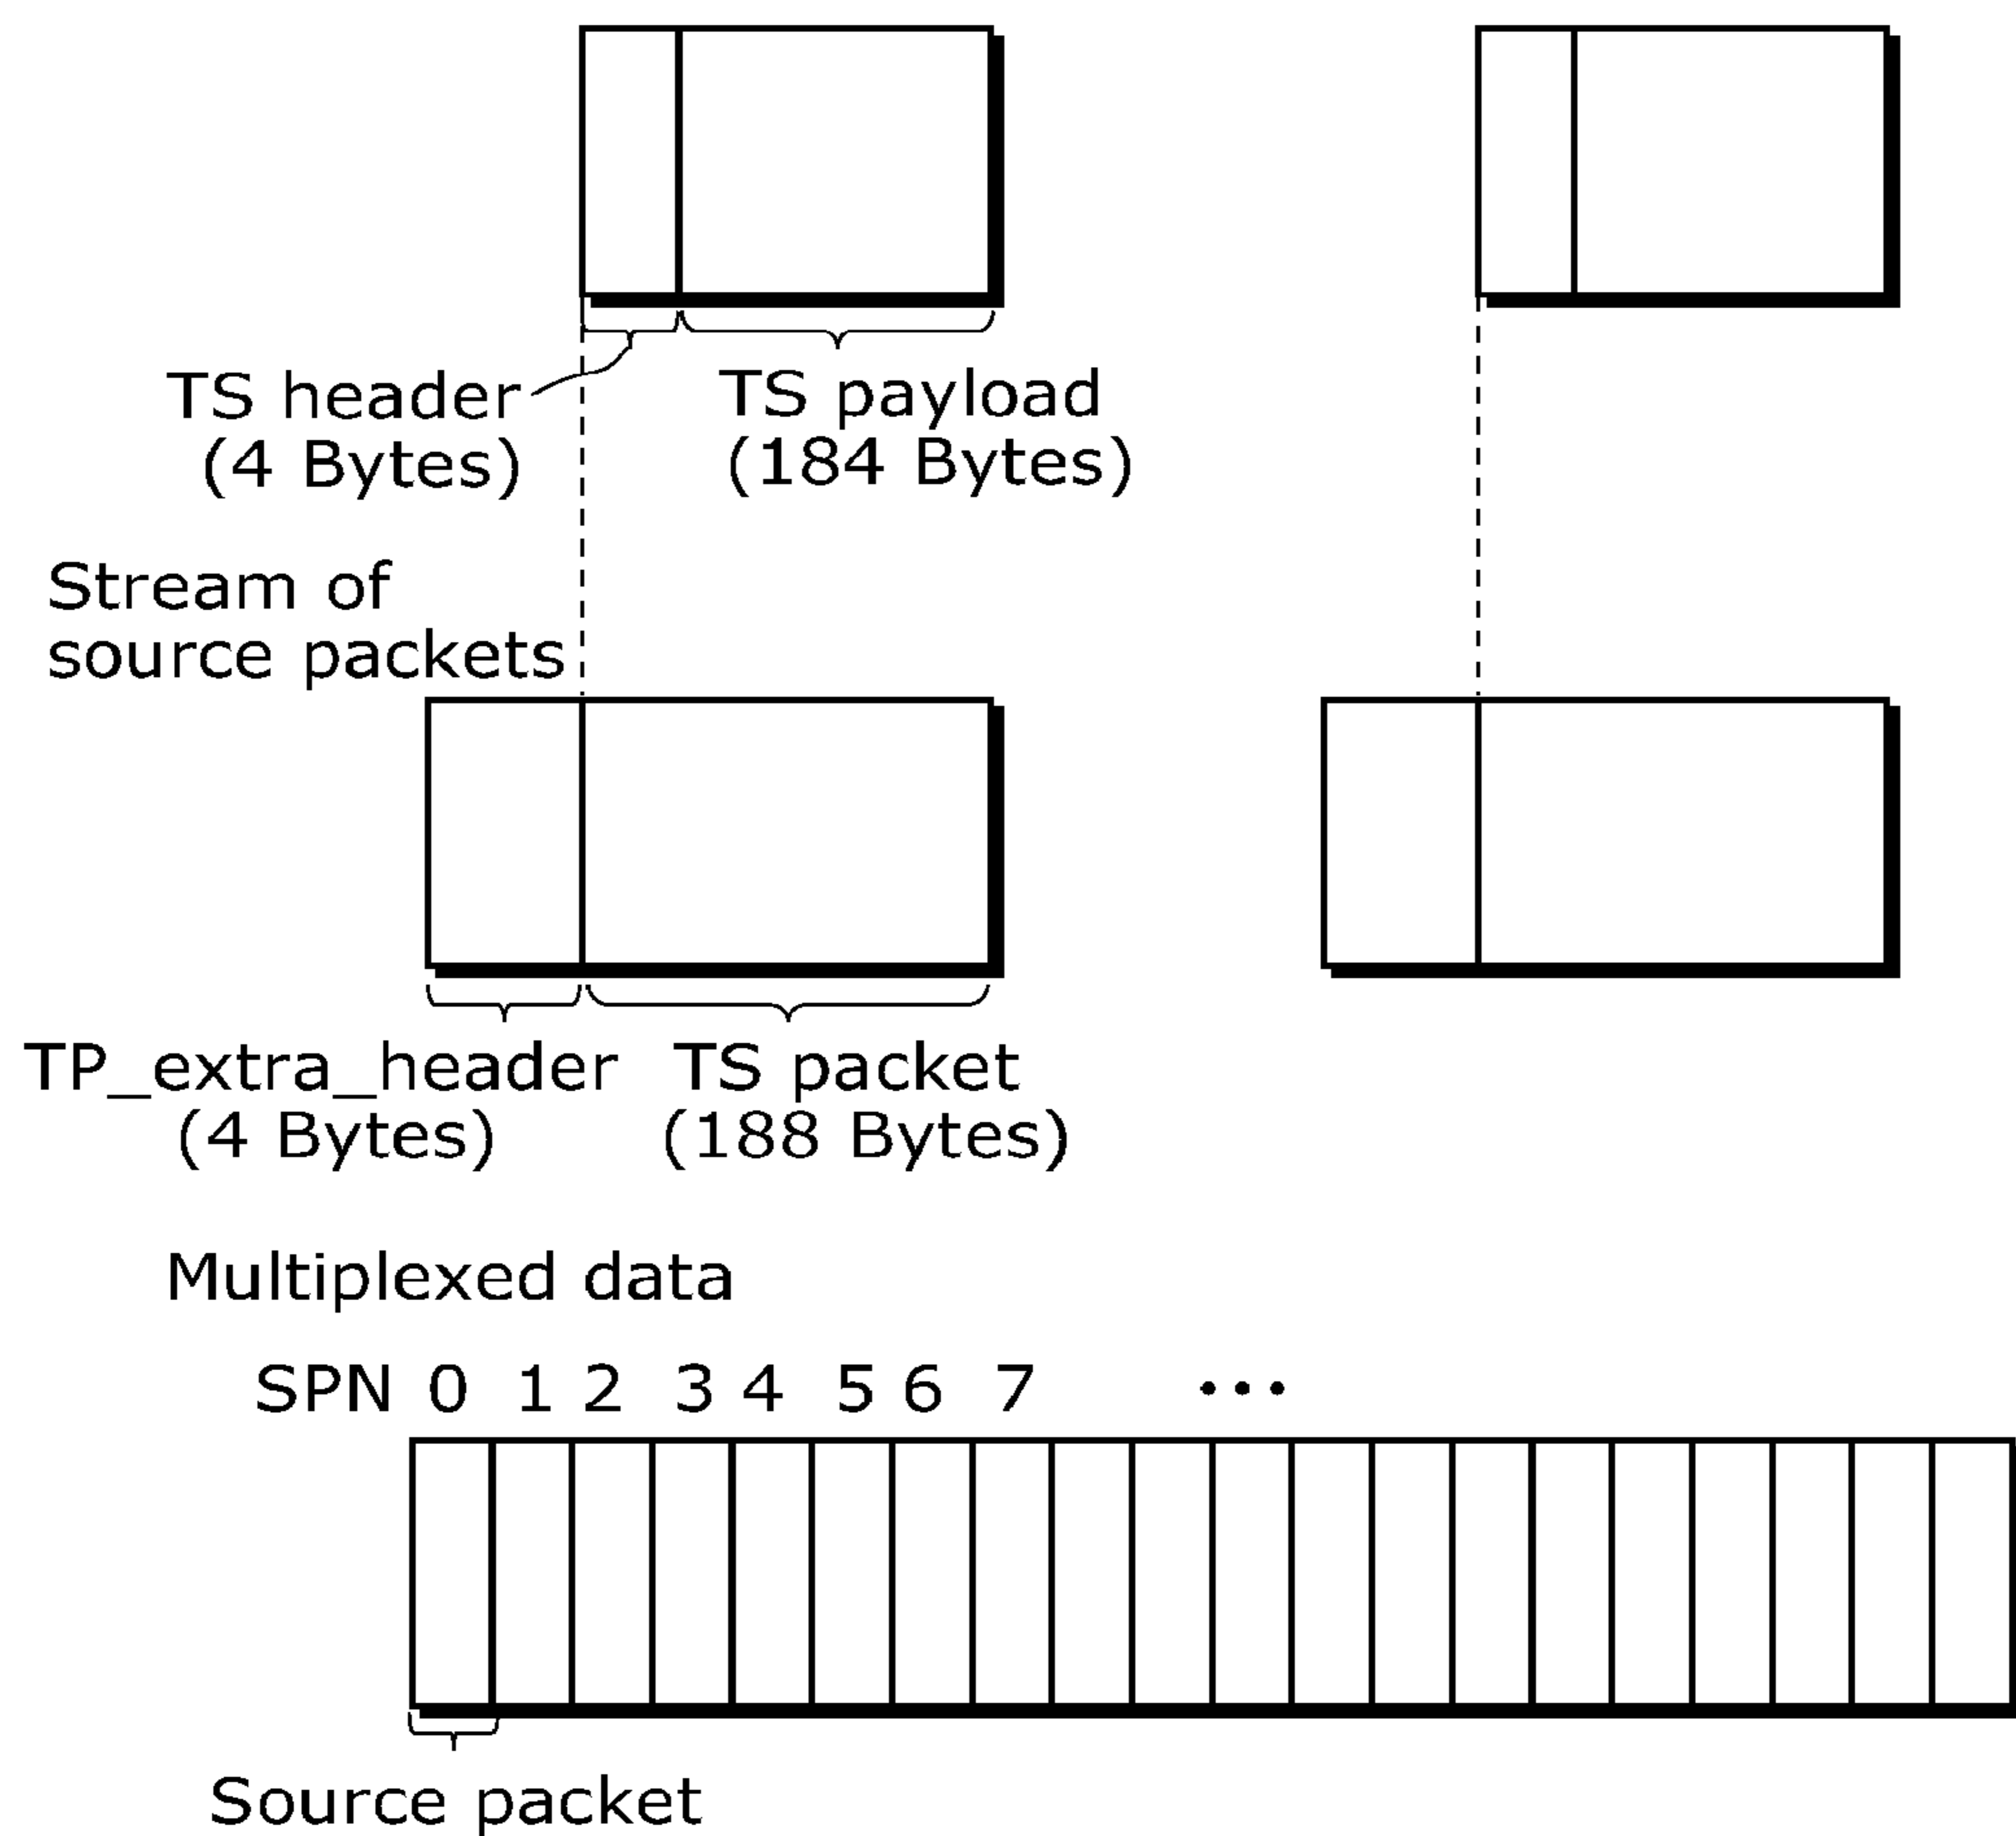 TS header
(4 Bytes)
TS payload
(184 Bytes)
Stream of
source packets
TP_extra_header
(4 Bytes)
TS packet
(188 Bytes)
Multiplexed data
SPN 0 1 2 3 4 5 6 7 •••
Source packet